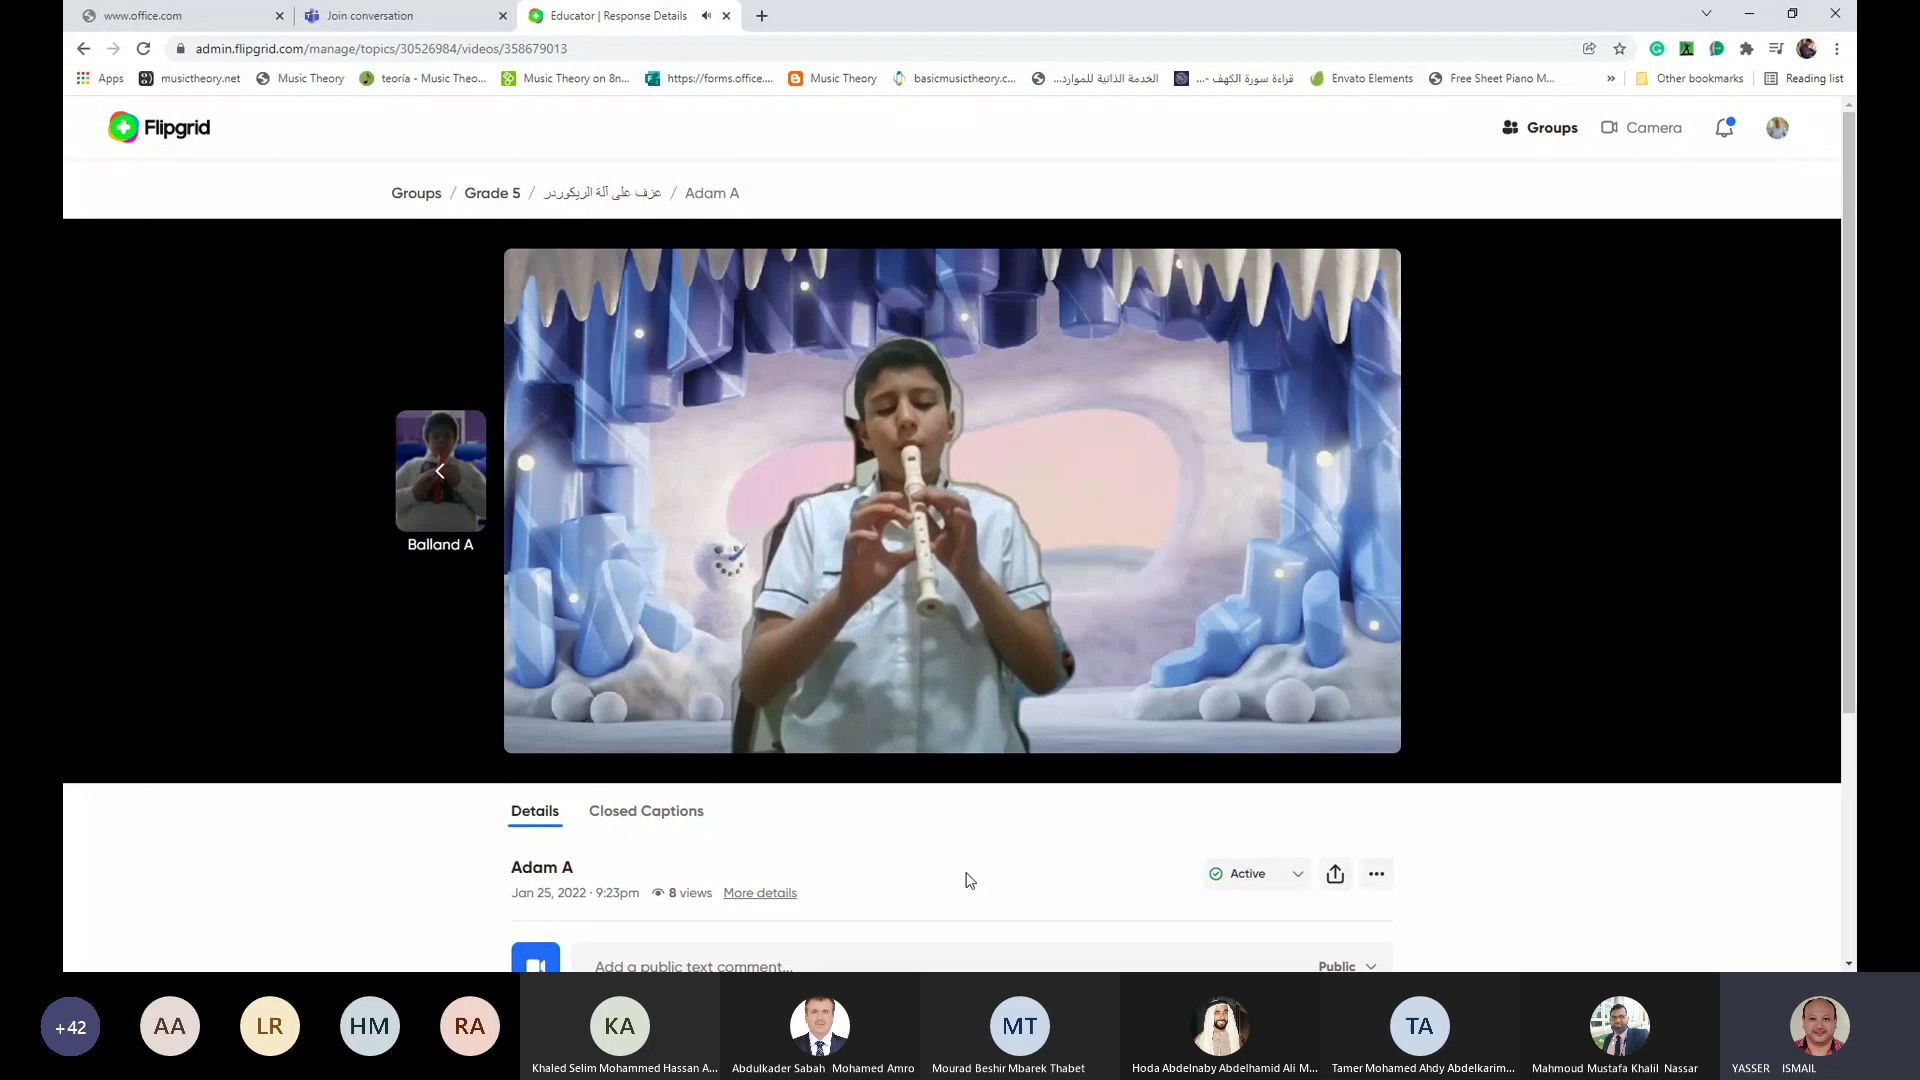 www.office.com
Join conversation
Educator | Response Details
admin.flipgrid.com/manage/topics/30526984/videos/358679013
Apps
musictheory.net
Music Theory
teoría - Music Theo...
Music Theory on 8n...
https://forms.office....
Music Theory
basicmusictheory.c...
الخدمة الذاتية للموارد...
قراءة سورة الكهف -...
Envato Elements
Free Sheet Piano M...
»
Other bookmarks
Reading list
Flipgrid
Groups
Camera
Groups / Grade 5 / عزف على آلة الريكوردر / Adam A
Balland A
Details
Closed Captions
Adam A
Active
Jan 25, 2022 · 9:23pm
8 views
More details
Add a public text comment...
Public
+42
AA
LR
HM
RA
KA
MT
TA
Khaled Selim Mohammed Hassan A...
Abdulkader Sabah Mohamed Amro
Mourad Beshir Mbarek Thabet
Hoda Abdelnaby Abdelhamid Ali M...
Tamer Mohamed Ahdy Abdelkarim...
Mahmoud Mustafa Khalil Nassar
YASSER ISMAIL